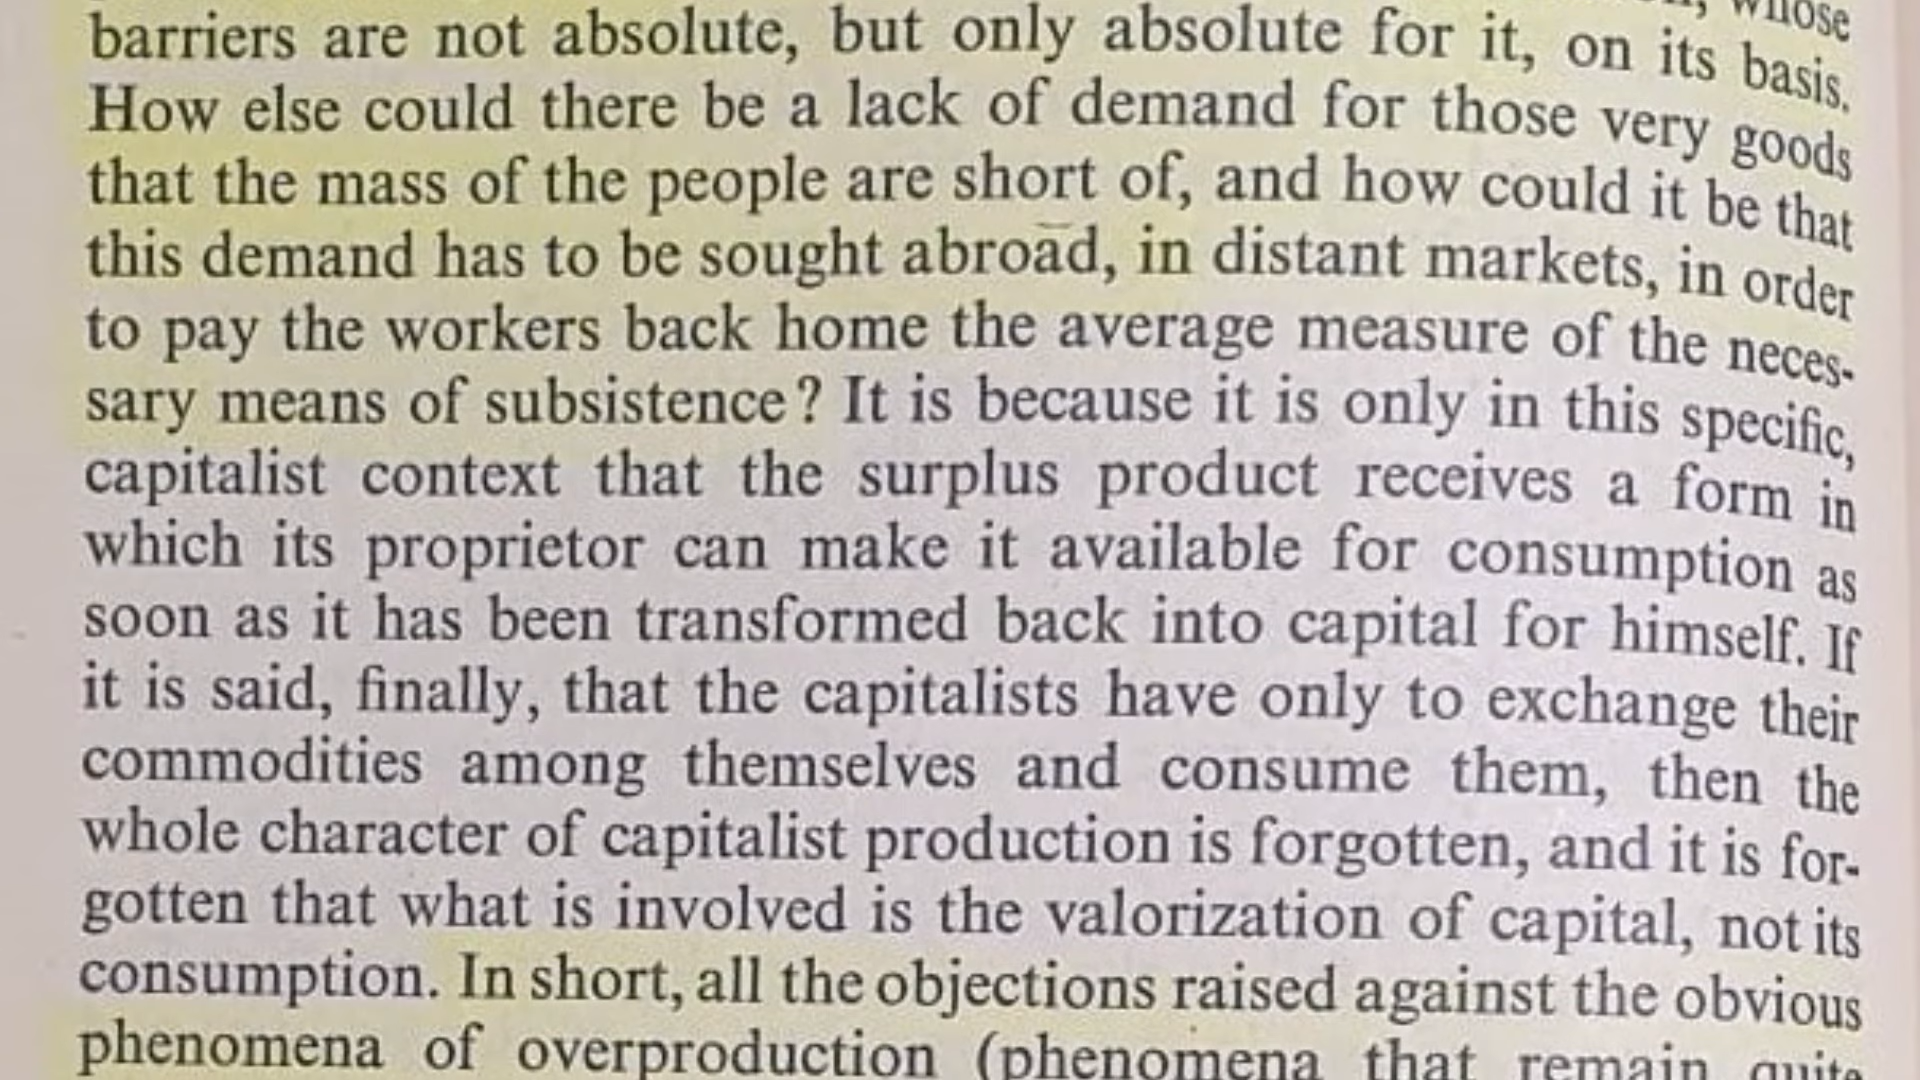 whose
barriers are not absolute, but only absolute for it, on its basis.
How else could there be a lack of demand for those very goods
that the mass of the people are short of, and how could it be that
this demand has to be sought abroad, in distant markets, in order
to pay the workers back home the average measure of the neces-
sary means of subsistence? It is because it is only in this specific,
capitalist context that the surplus product receives a form in
which its proprietor can make it available for consumption as
soon as it has been transformed back into capital for himself. If
it is said, finally, that the capitalists have only to exchange their
commodities among themselves and consume them, then the
whole character of capitalist production is forgotten, and it is for-
gotten that what is involved is the valorization of capital, not its
consumption. In short, all the objections raised against the obvious
phenomena of overproduction (phenomena that remain quite